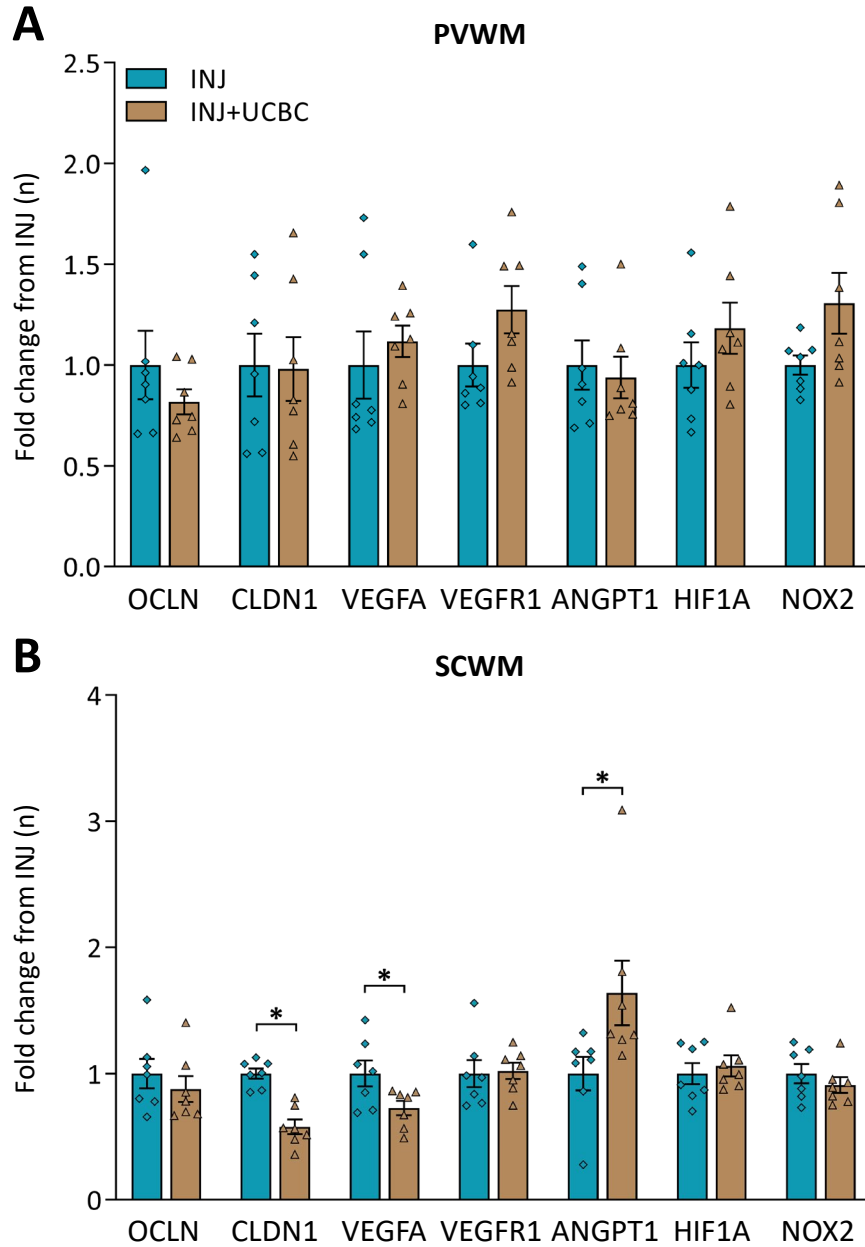 A
PVWM
INJ
INJ+UCBC
Fold change from INJ (n)
2.5
2.0
1.5
1.0
0.5
0.0
OCLN CLDN1 VEGFA VEGFR1 ANGPT1 HIF1A NOX2
B
SCWM
Fold change from INJ (n)
4
3
2
1
0
*
*
*
OCLN CLDN1 VEGFA VEGFR1 ANGPT1 HIF1A NOX2